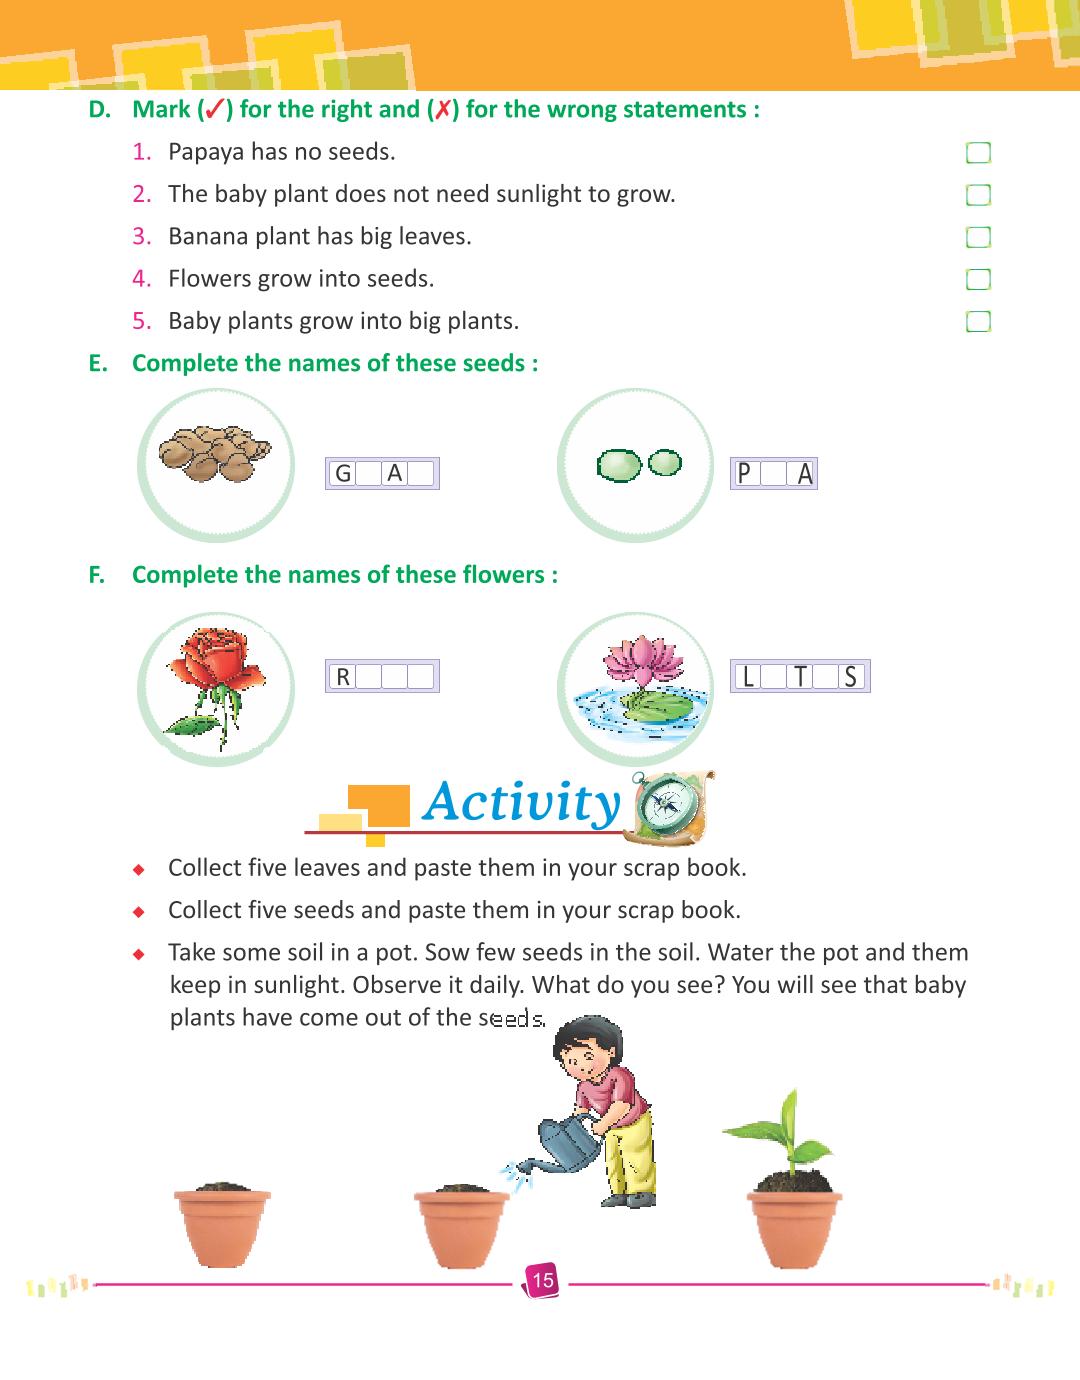 D. Mark (✓) for the right and (✗) for the wrong statements :
1. Papaya has no seeds.
2. The baby plant does not need sunlight to grow.
3. Banana plant has big leaves.
4. Flowers grow into seeds.
5. Baby plants grow into big plants.
E. Complete the names of these seeds :
G A
P A
F. Complete the names of these flowers :
R
L T S
Activity
◆ Collect five leaves and paste them in your scrap book.
◆ Collect five seeds and paste them in your scrap book.
◆ Take some soil in a pot. Sow few seeds in the soil. Water the pot and them
keep in sunlight. Observe it daily. What do you see? You will see that baby
plants have come out of the seeds.
15